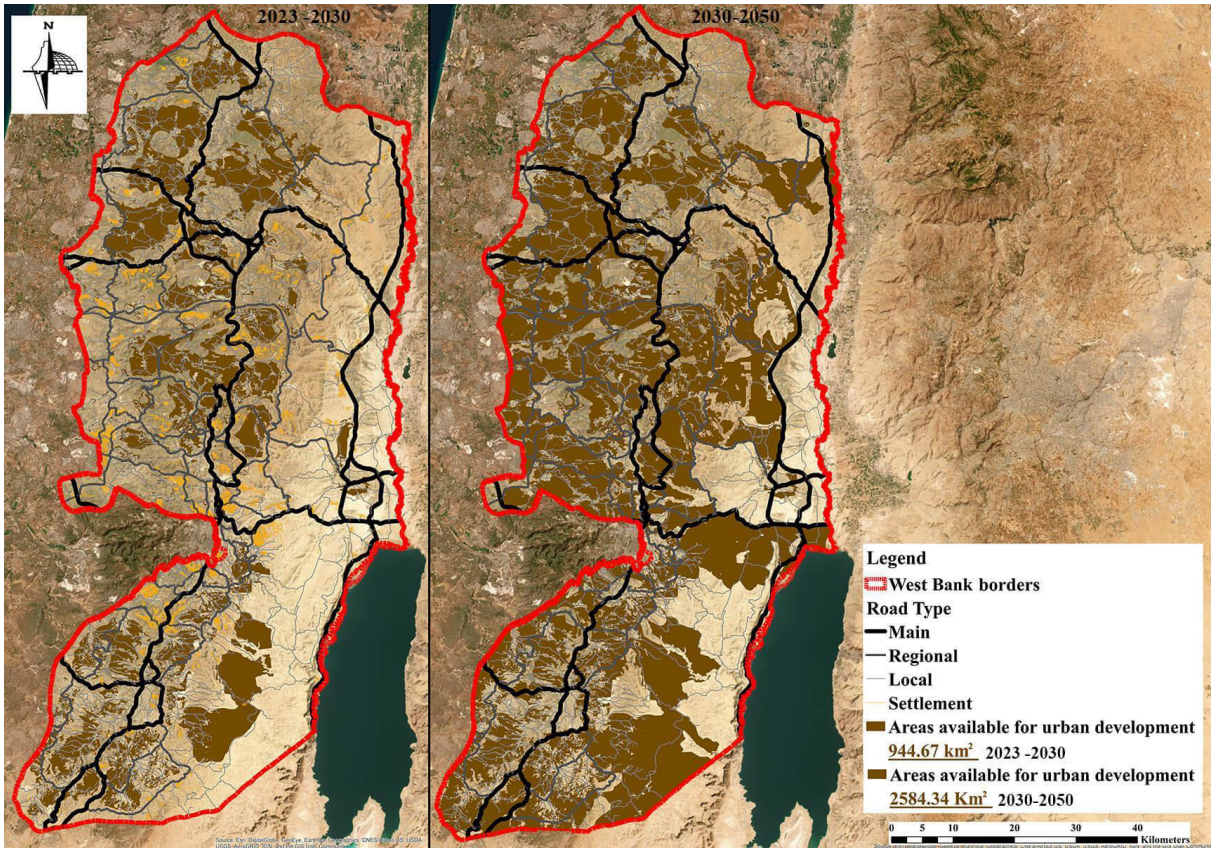 2023 -2030
2030-2050
N
Legend
West Bank borders
Road Type
Main
Regional
Local
Settlement
Areas available for urban development
944.67 km² 2023 -2030
Areas available for urban development
2584.34 Km² 2030-2050
0 5 10 20 30 40
Kilometers